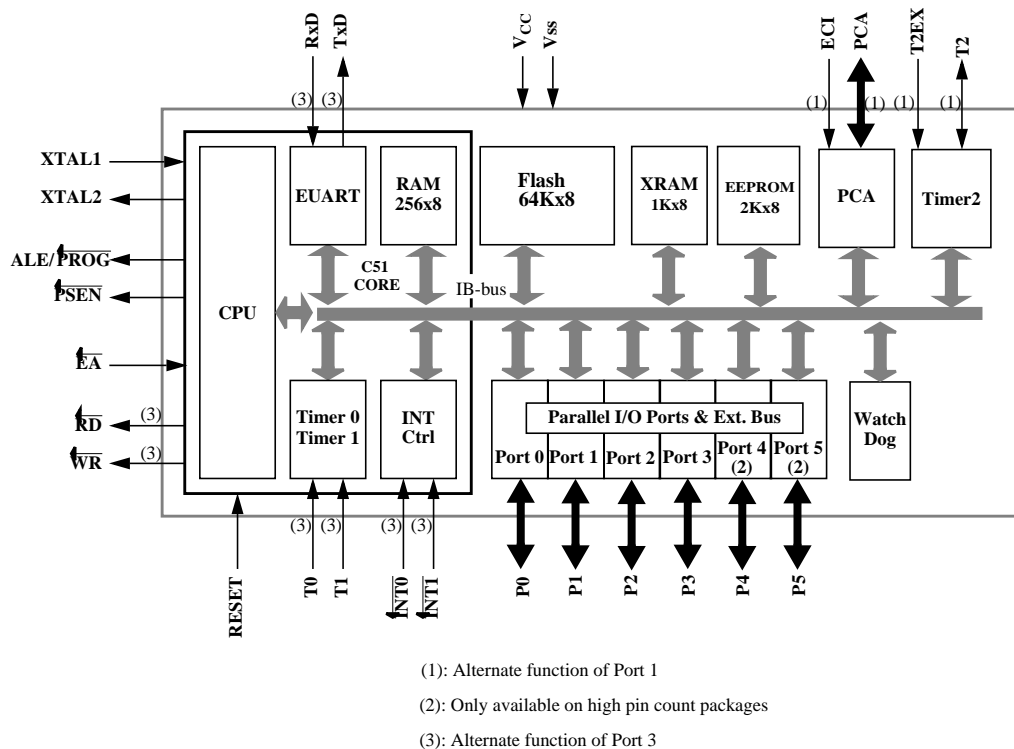 RxD
TxD
VCC
Vss
ECI
PCA
T2EX
T2
(3) (3) (1) (1) (1) (1)
XTAL1
XTAL2
ALE/PROG
PSEN
EA
RD (3)
WR (3)
CPU
EUART
RAM
256x8
C51
CORE
IB-bus
Flash
64Kx8
XRAM
1Kx8
EEPROM
2Kx8
PCA
Timer2
Timer 0
Timer 1
INT
Ctrl
Parallel I/O Ports & Ext. Bus
Port 0 Port 1 Port 2 Port 3 Port 4 Port 5
(2) (2)
Watch
Dog
(3) (3) (3) (3)
RESET
T0
T1
INT0
INT1
P0
P1
P2
P3
P4
P5
(1): Alternate function of Port 1
(2): Only available on high pin count packages
(3): Alternate function of Port 3